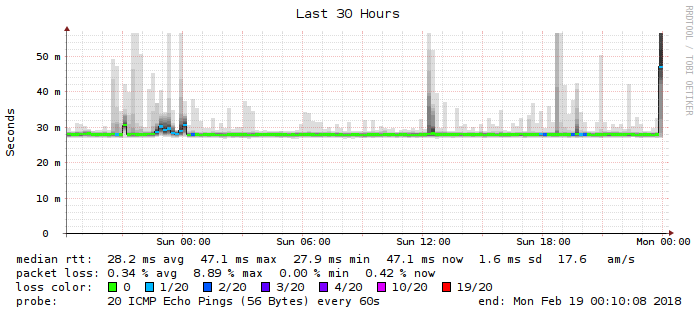 Last 30 Hours
RRDTOOL / TOBI OETIKER
Seconds
50 m
40 m
30 m
20 m
10 m
0
Sun 00:00 Sun 06:00 Sun 12:00 Sun 18:00 Mon 00:00
median rtt: 28.2 ms avg 47.1 ms max 27.9 ms min 47.1 ms now 1.6 ms sd 17.6 am/s
packet loss: 0.34 % avg 8.89 % max 0.00 % min 0.42 % now
loss color: 0 1/20 2/20 3/20 4/20 10/20 19/20
probe: 20 ICMP Echo Pings (56 Bytes) every 60s end: Mon Feb 19 00:10:08 2018